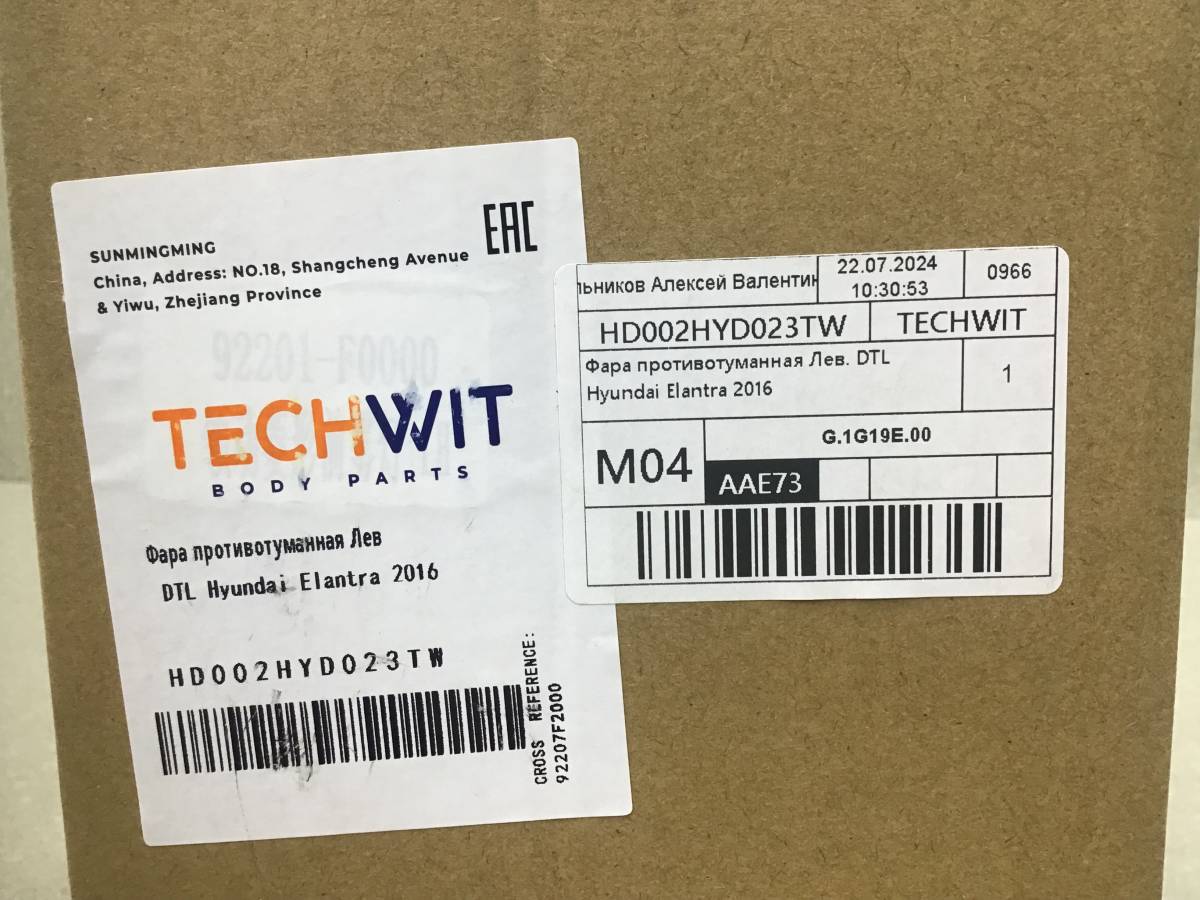 SUNMINGMING
China, Address: NO.18, Shangcheng Avenue
& Yiwu, Zhejiang Province
EAC
92201-F0000
TECHWIT
BODY PARTS
Фара противотуманная Лев
DTL Hyundai Elantra 2016
HD002HYD023TW
CROSS REFERENCE:
92207F2000
льников Алексей Валентин
22.07.2024
10:30:53
0966
HD002HYD023TW
TECHWIT
Фара противотуманная Лев. DTL
Hyundai Elantra 2016
1
G.1G19E.00
M04
AAE73